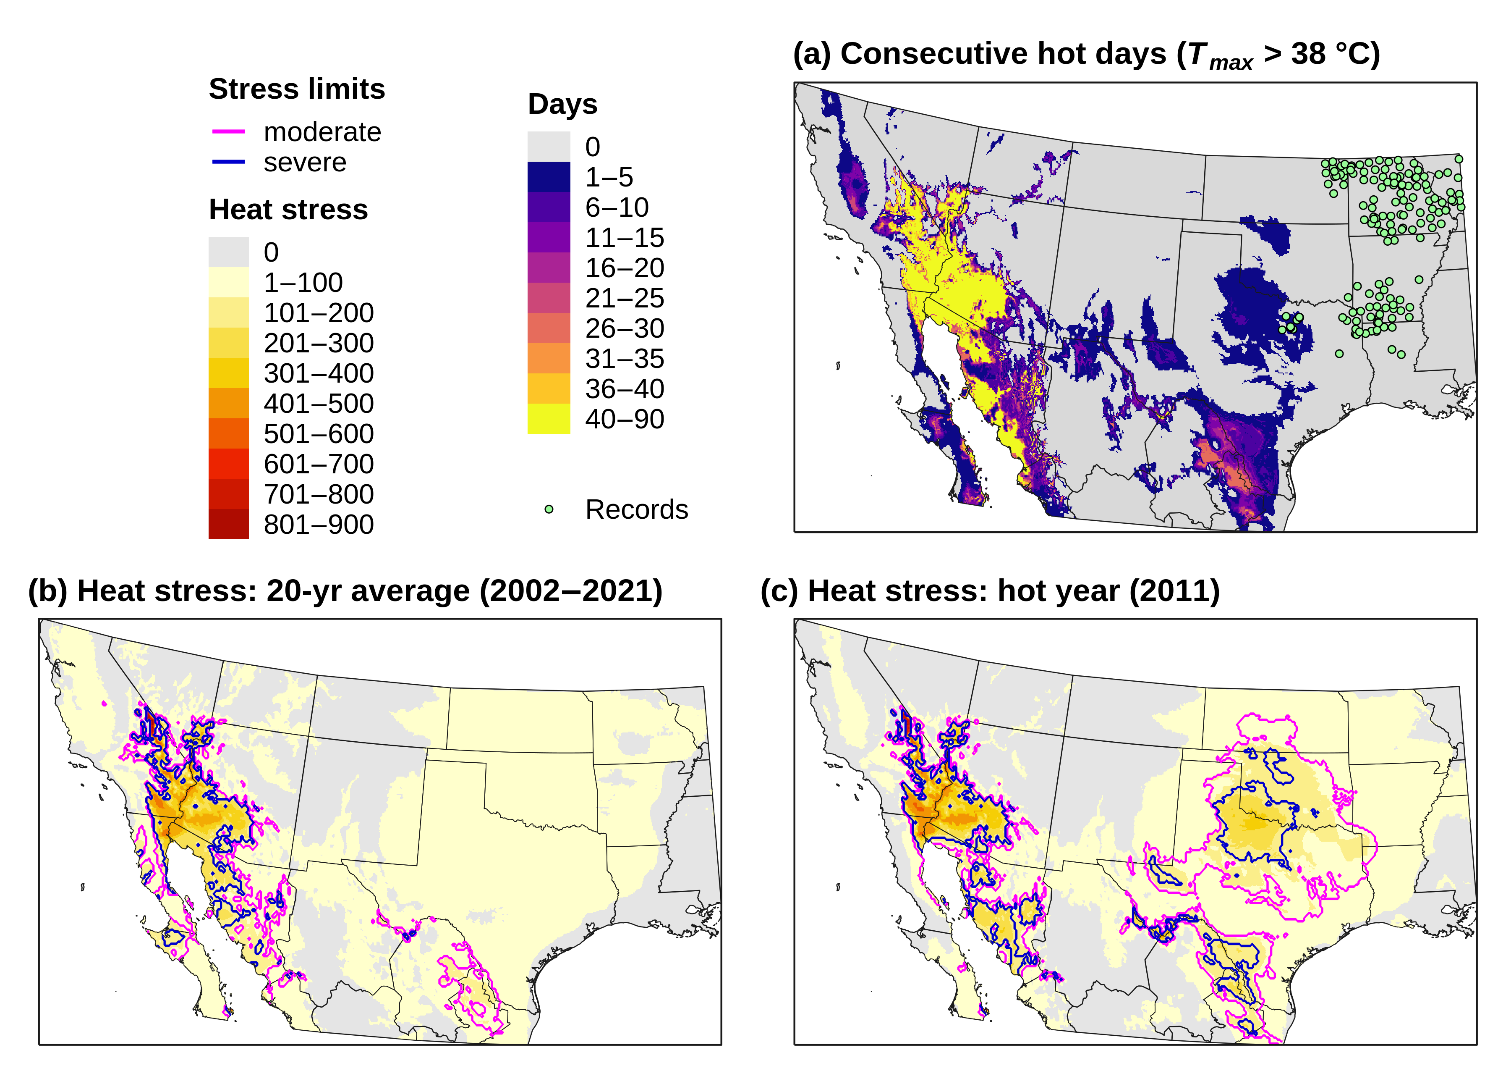 (a) Consecutive hot days (Tmax > 38 °C)
Stress limits
moderate
severe
Heat stress
0
1–100
101–200
201–300
301–400
401–500
501–600
601–700
701–800
801–900
Days
0
1–5
6–10
11–15
16–20
21–25
26–30
31–35
36–40
40–90
Records
(b) Heat stress: 20-yr average (2002–2021)
(c) Heat stress: hot year (2011)